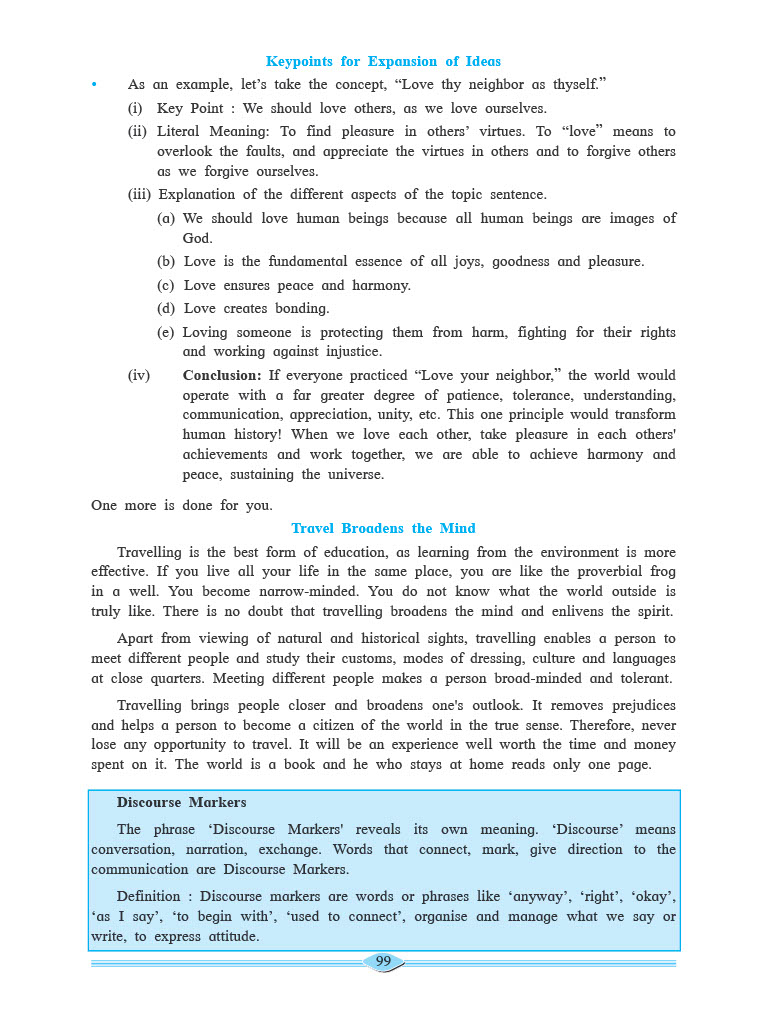 Keypoints for Expansion of Ideas
• As an example, let’s take the concept, “Love thy neighbor as thyself.”
(i) Key Point : We should love others, as we love ourselves.
(ii) Literal Meaning: To find pleasure in others’ virtues. To “love” means to
overlook the faults, and appreciate the virtues in others and to forgive others
as we forgive ourselves.
(iii) Explanation of the different aspects of the topic sentence.
(a) We should love human beings because all human beings are images of
God.
(b) Love is the fundamental essence of all joys, goodness and pleasure.
(c) Love ensures peace and harmony.
(d) Love creates bonding.
(e) Loving someone is protecting them from harm, fighting for their rights
and working against injustice.
(iv) Conclusion: If everyone practiced “Love your neighbor,” the world would
operate with a far greater degree of patience, tolerance, understanding,
communication, appreciation, unity, etc. This one principle would transform
human history! When we love each other, take pleasure in each others'
achievements and work together, we are able to achieve harmony and
peace, sustaining the universe.
One more is done for you.
Travel Broadens the Mind
Travelling is the best form of education, as learning from the environment is more
effective. If you live all your life in the same place, you are like the proverbial frog
in a well. You become narrow-minded. You do not know what the world outside is
truly like. There is no doubt that travelling broadens the mind and enlivens the spirit.
Apart from viewing of natural and historical sights, travelling enables a person to
meet different people and study their customs, modes of dressing, culture and languages
at close quarters. Meeting different people makes a person broad-minded and tolerant.
Travelling brings people closer and broadens one's outlook. It removes prejudices
and helps a person to become a citizen of the world in the true sense. Therefore, never
lose any opportunity to travel. It will be an experience well worth the time and money
spent on it. The world is a book and he who stays at home reads only one page.
Discourse Markers
The phrase ‘Discourse Markers' reveals its own meaning. ‘Discourse’ means
conversation, narration, exchange. Words that connect, mark, give direction to the
communication are Discourse Markers.
Definition : Discourse markers are words or phrases like ‘anyway’, ‘right’, ‘okay’,
‘as I say’, ‘to begin with’, ‘used to connect’, organise and manage what we say or
write, to express attitude.
99